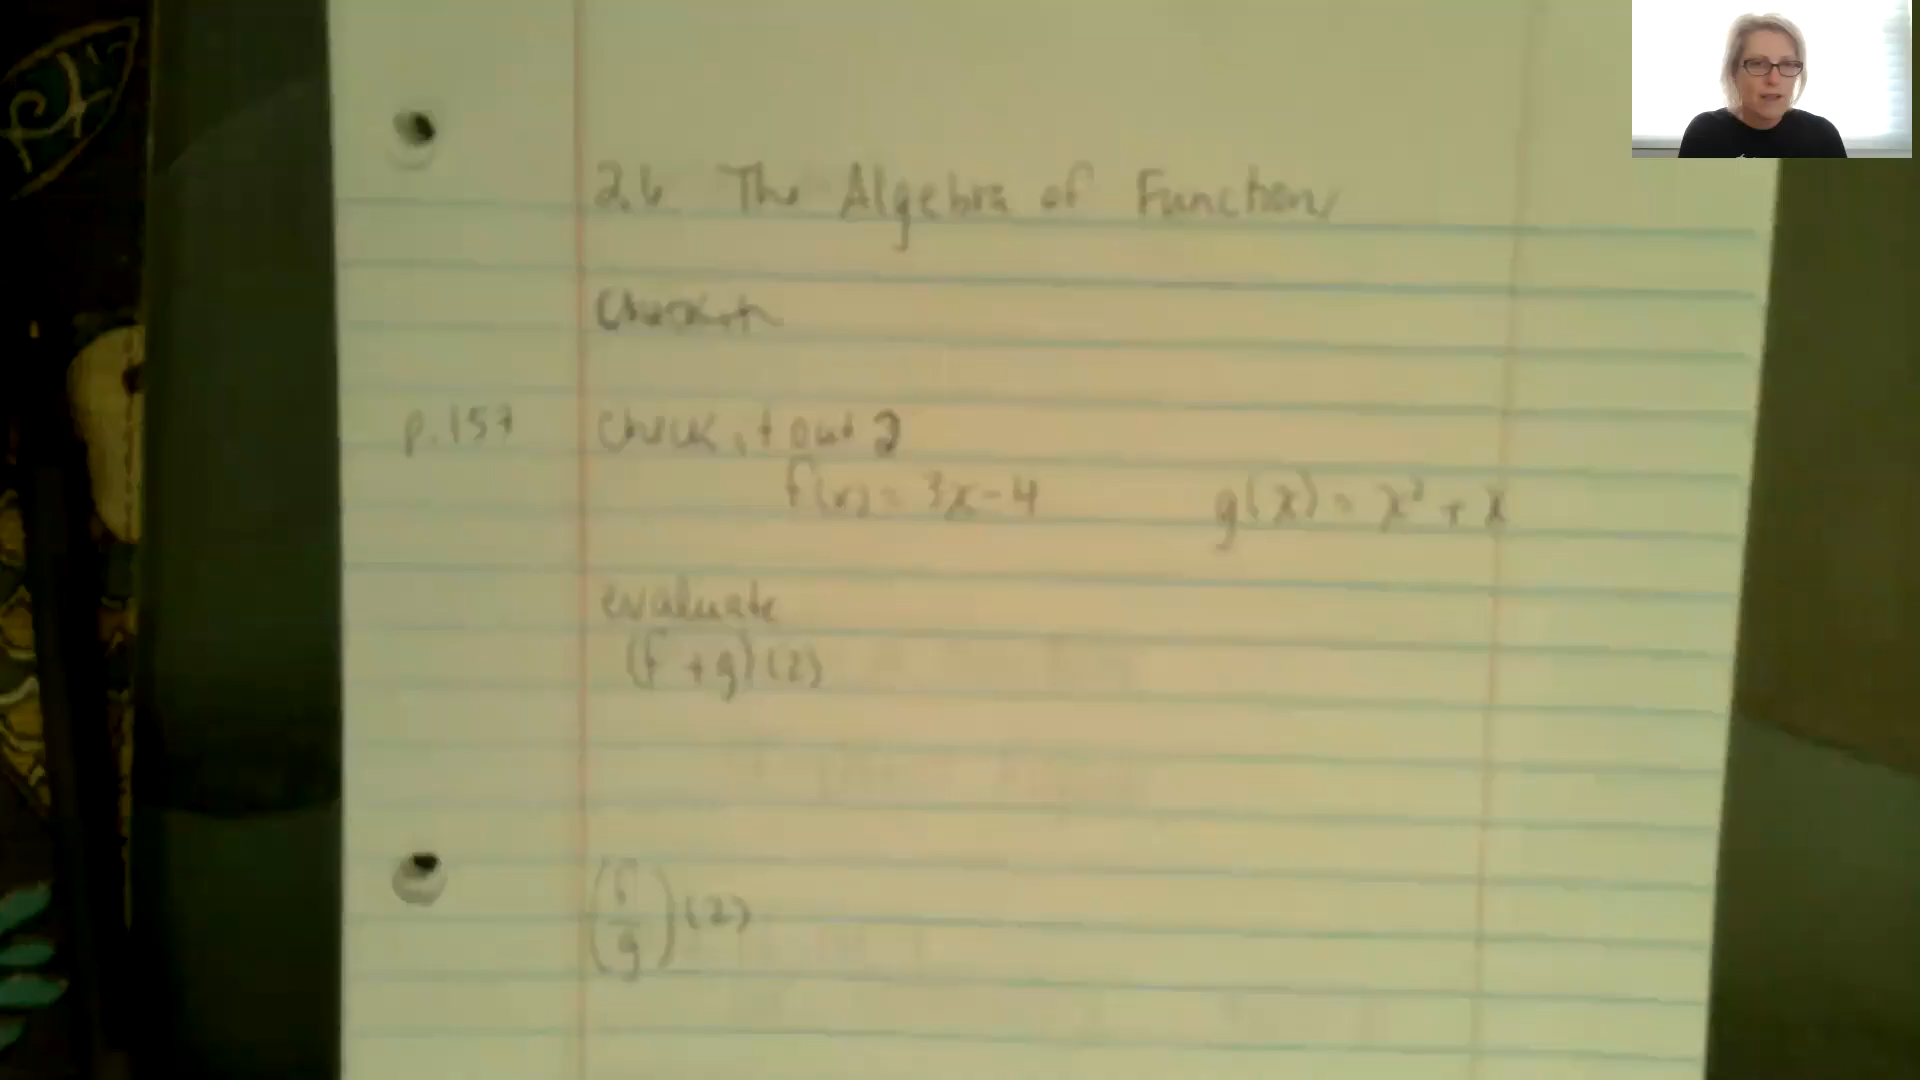 2.6 The Algebra of Functions
p.157 Check it out 2
f(x) = 3x - 4 g(x) = x² + x
evaluate
(f + g)(2)
(f/g)(2)